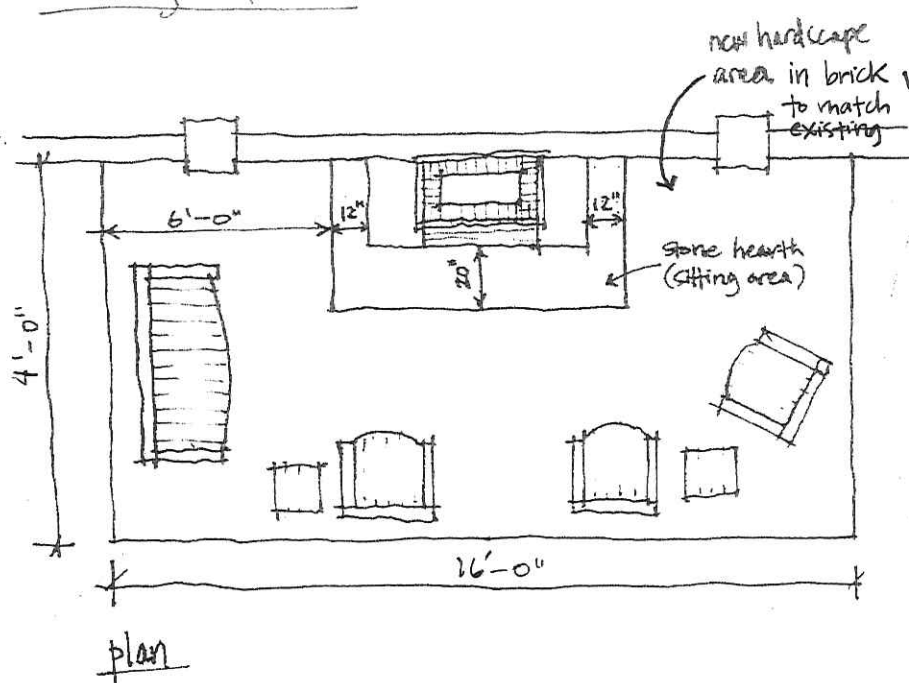 new hardscape
area in brick
to match
existing
6'-0"
12"
12"
20"
stone hearth
(sitting area)
4'-0"
16'-0"
plan